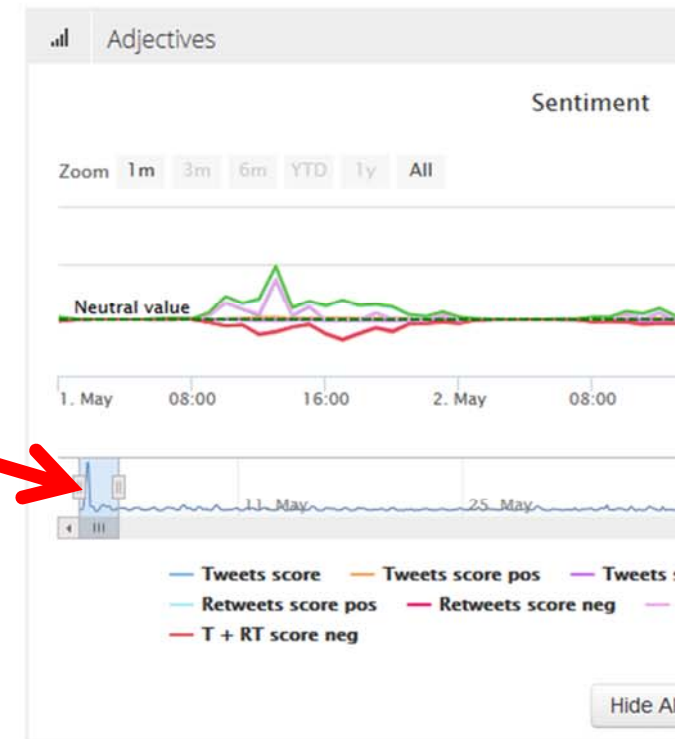 Adjectives
Sentiment
Zoom 1m 3m 6m YTD 1y All
Neutral value
1. May 08:00 16:00 2. May 08:00
11. May 25. May
Tweets score Tweets score pos Tweets
Retweets score pos Retweets score neg
T + RT score neg
Hide